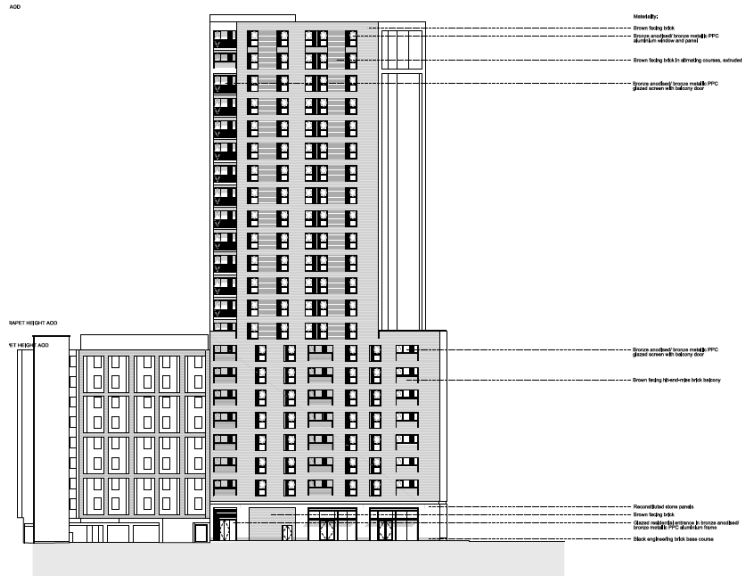 AOD
Materiality:
Brown facing brick
Bronze anodised/ bronze metallic PPC
aluminium window and panel
Brown facing brick in altrnating courses, extruded
Bronze anodised/ bronze metallic PPC
glazed screen with balcony door
RAPET HEIGHT AOD
PET HEIGHT AOD
Bronze anodised/ bronze metallic PPC
glazed screen with balcony door
Brown facing hit-and-miss brick balcony
Reconstituted stone panels
Brown facing brick
Glazed residential entrance in bronze anodised/
bronze metallic PPC aluminium frame
Black engineering brick base course